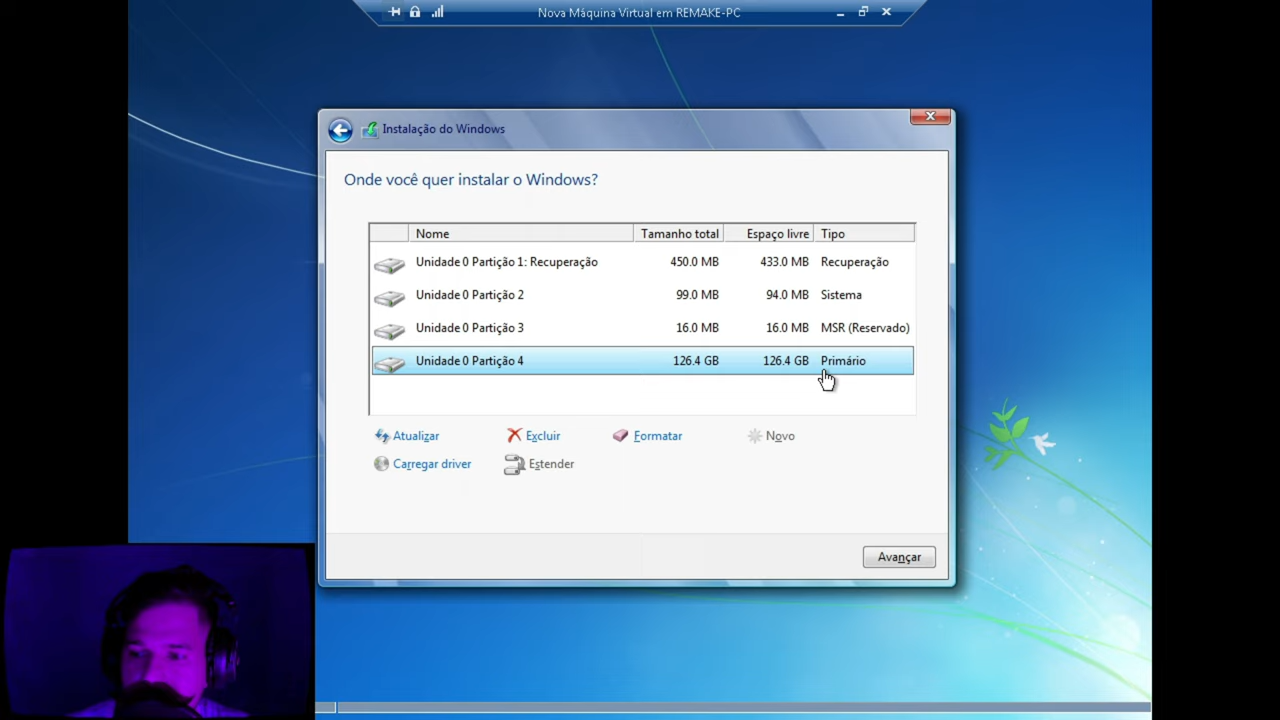 Nova Máquina Virtual em REMAKE-PC
Instalação do Windows
Onde você quer instalar o Windows?
Nome Tamanho total Espaço livre Tipo
Unidade 0 Partição 1: Recuperação 450.0 MB 433.0 MB Recuperação
Unidade 0 Partição 2 99.0 MB 94.0 MB Sistema
Unidade 0 Partição 3 16.0 MB 16.0 MB MSR (Reservado)
Unidade 0 Partição 4 126.4 GB 126.4 GB Primário
Atualizar Excluir Formatar Novo
Carregar driver Estender
Avançar